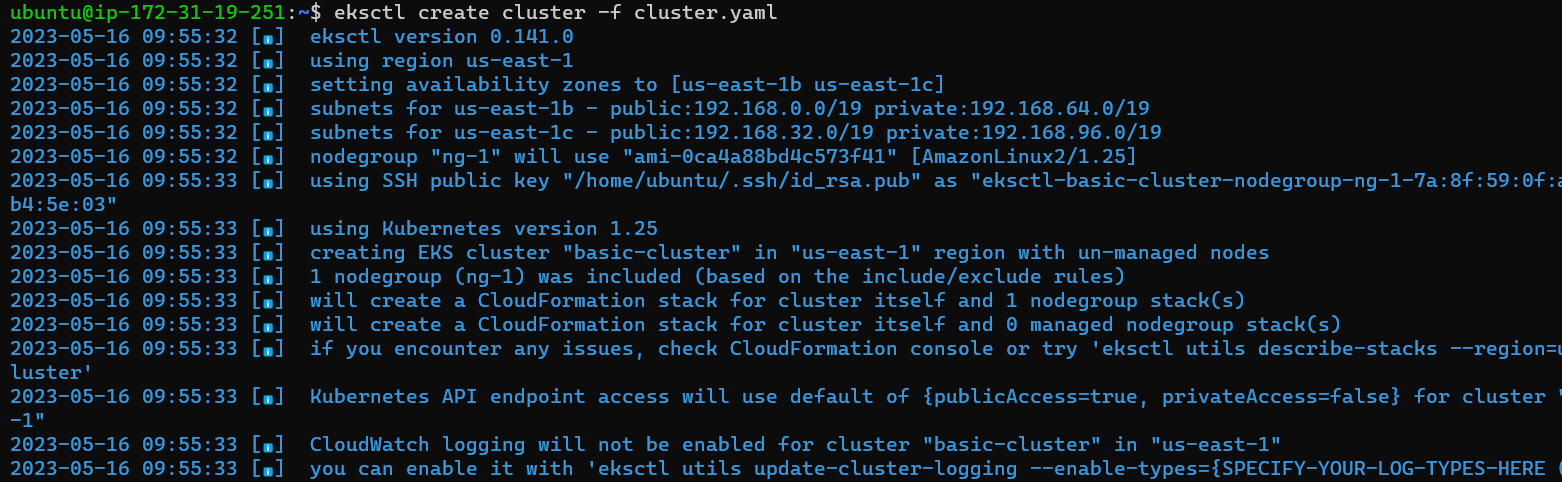 ubuntu@ip-172-31-19-251:~$ eksctl create cluster -f cluster.yaml
2023-05-16 09:55:32 [ℹ]  eksctl version 0.141.0
2023-05-16 09:55:32 [ℹ]  using region us-east-1
2023-05-16 09:55:32 [ℹ]  setting availability zones to [us-east-1b us-east-1c]
2023-05-16 09:55:32 [ℹ]  subnets for us-east-1b - public:192.168.0.0/19 private:192.168.64.0/19
2023-05-16 09:55:32 [ℹ]  subnets for us-east-1c - public:192.168.32.0/19 private:192.168.96.0/19
2023-05-16 09:55:32 [ℹ]  nodegroup "ng-1" will use "ami-0ca4a88bd4c573f41" [AmazonLinux2/1.25]
2023-05-16 09:55:33 [ℹ]  using SSH public key "/home/ubuntu/.ssh/id_rsa.pub" as "eksctl-basic-cluster-nodegroup-ng-1-7a:8f:59:0f:a
b4:5e:03"
2023-05-16 09:55:33 [ℹ]  using Kubernetes version 1.25
2023-05-16 09:55:33 [ℹ]  creating EKS cluster "basic-cluster" in "us-east-1" region with un-managed nodes
2023-05-16 09:55:33 [ℹ]  1 nodegroup (ng-1) was included (based on the include/exclude rules)
2023-05-16 09:55:33 [ℹ]  will create a CloudFormation stack for cluster itself and 1 nodegroup stack(s)
2023-05-16 09:55:33 [ℹ]  will create a CloudFormation stack for cluster itself and 0 managed nodegroup stack(s)
2023-05-16 09:55:33 [ℹ]  if you encounter any issues, check CloudFormation console or try 'eksctl utils describe-stacks --region=u
luster'
2023-05-16 09:55:33 [ℹ]  Kubernetes API endpoint access will use default of {publicAccess=true, privateAccess=false} for cluster "
-1"
2023-05-16 09:55:33 [ℹ]  CloudWatch logging will not be enabled for cluster "basic-cluster" in "us-east-1"
2023-05-16 09:55:33 [ℹ]  you can enable it with 'eksctl utils update-cluster-logging --enable-types={SPECIFY-YOUR-LOG-TYPES-HERE (